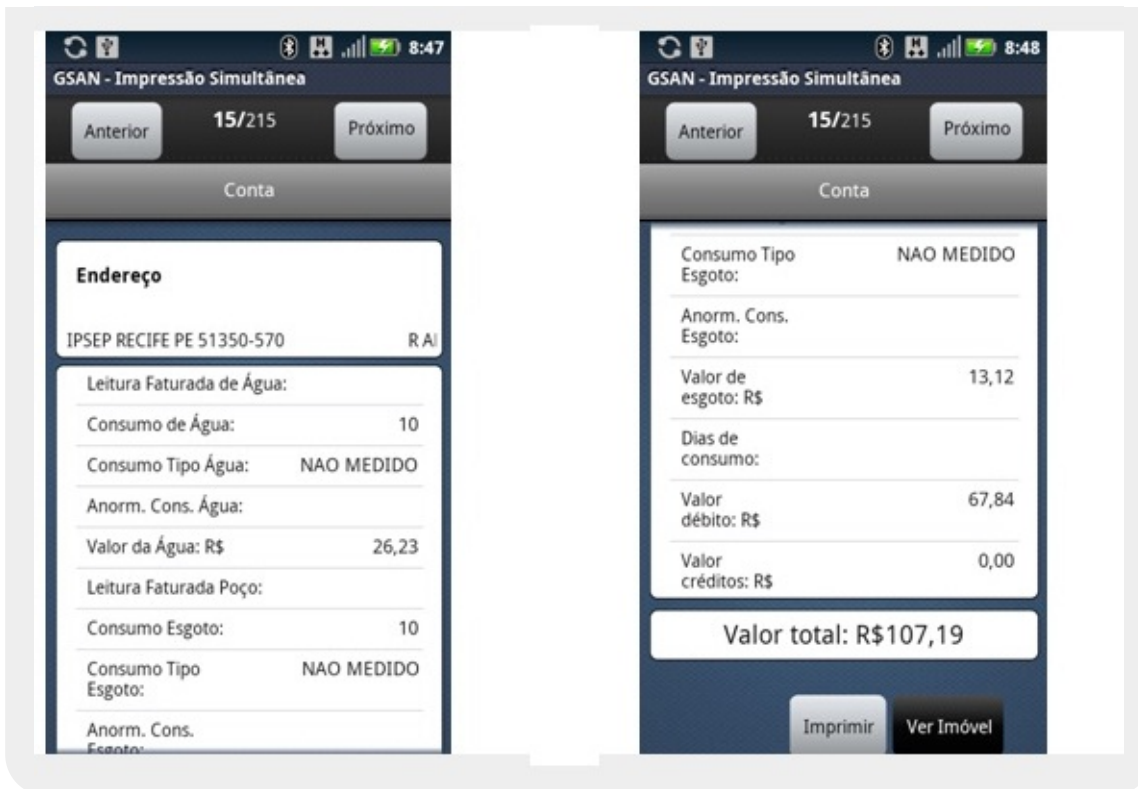 8:47
GSAN - Impressão Simultânea
Anterior
15/215
Próximo
Conta
Endereço
IPSEP RECIFE PE 51350-570 R
Leitura Faturada de Água:
Consumo de Água: 10
Consumo Tipo Água: NAO MEDIDO
Anorm. Cons. Água:
Valor da Água: R$ 26,23
Leitura Faturada Poço:
Consumo Esgoto: 10
Consumo Tipo NAO MEDIDO
Esgoto:
Anorm. Cons.
Esgoto:
8:48
GSAN - Impressão Simultânea
Anterior
15/215
Próximo
Conta
Consumo Tipo NAO MEDIDO
Esgoto:
Anorm. Cons.
Esgoto:
Valor de 13,12
esgoto: R$
Dias de
consumo:
Valor 67,84
débito: R$
Valor 0,00
créditos: R$
Valor total: R$107,19
Imprimir
Ver Imóvel